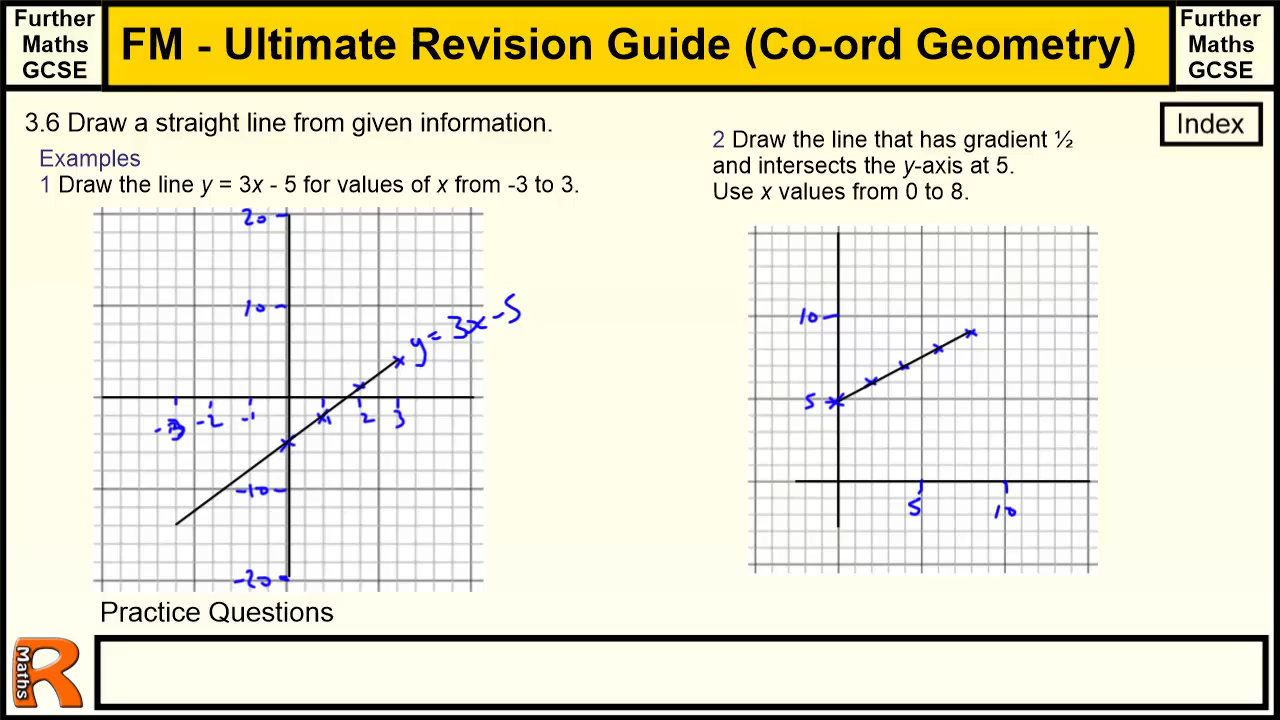 Further
Maths
GCSE
FM - Ultimate Revision Guide (Co-ord Geometry)
Further
Maths
GCSE
3.6 Draw a straight line from given information.
Index
Examples
1 Draw the line y = 3x - 5 for values of x from -3 to 3.
20
10
y = 3x - 5
-3 -2 -1 1 2 3
-10
-20
2 Draw the line that has gradient ½
and intersects the y-axis at 5.
Use x values from 0 to 8.
10
5
5 10
Practice Questions
R
Maths